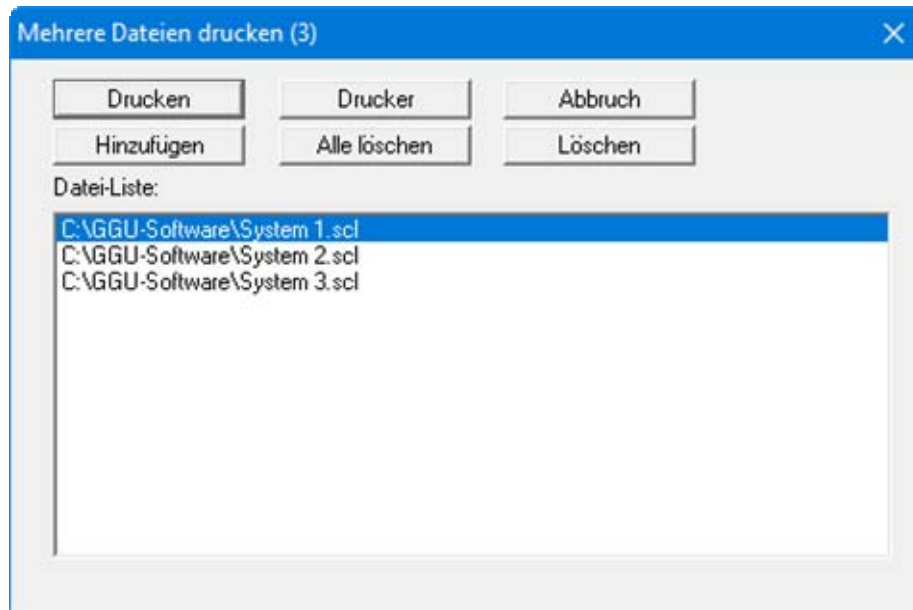 Mehrere Dateien drucken (3)
Drucken Drucker Abbruch
Hinzufügen Alle löschen Löschen
Datei-Liste:
C:\GGU-Software\System 1.scl
C:\GGU-Software\System 2.scl
C:\GGU-Software\System 3.scl